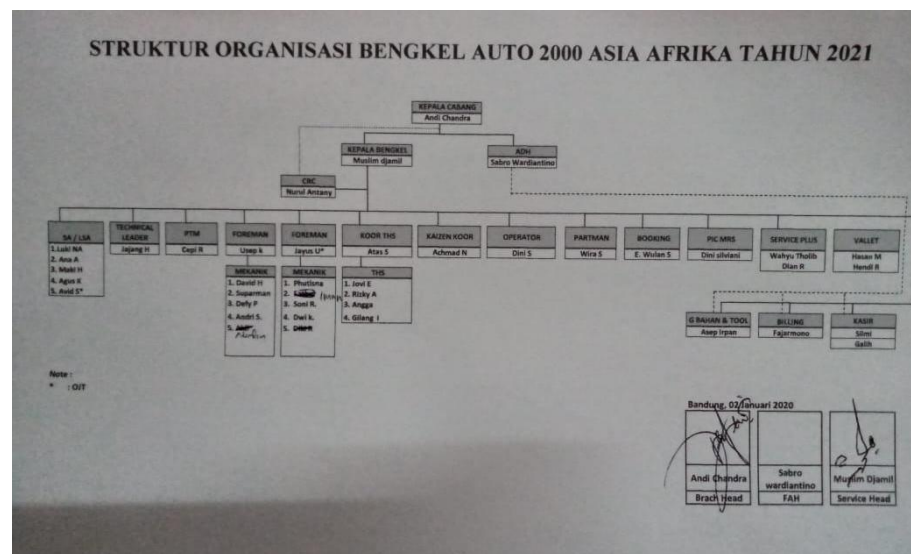 STRUKTUR ORGANISASI BENGKEL AUTO 2000 ASIA AFRIKA TAHUN 2021
KEPALA CABANG
Andi Chandra
KEPALA BENGKEL
Muslim djamil
ADH
Sabro Wardiantino
CRC
Nurul Antany
SA / LSA
1.Luki NA
2. Ana A
3. Maki H
4. Agus K
5. Avid S*
TECHNICAL LEADER
Jajang H
PTM
Cepi R
FOREMAN
Usep k
FOREMAN
Jayus U*
KOOR THS
Atas S
KAIZEN KOOR
Achmad N
OPERATOR
Dini S
PARTMAN
Wira S
BOOKING
E. Wulan S
PIC MRS
Dini silviani
SERVICE PLUS
Wahyu Tholib
Dian R
VALLET
Hasan M
Hendi R
MEKANIK
1. David H
2. Suparman
3. Defy P
4. Andri S.
5.
MEKANIK
1. Phutisna
2.
3. Soni R.
4. Dwi k.
5.
THS
1. Jovi E
2. Rizky A
3. Angga
4. Gilang I
G BAHAN & TOOL
Asep irpan
BILLING
Fajarmono
KASIR
Silmi
Galih
Note :
* : OJT
Bandung, 02 Januari 2020
Andi Chandra
Brach Head
Sabro wardiantino
FAH
Muslim Djamil
Service Head